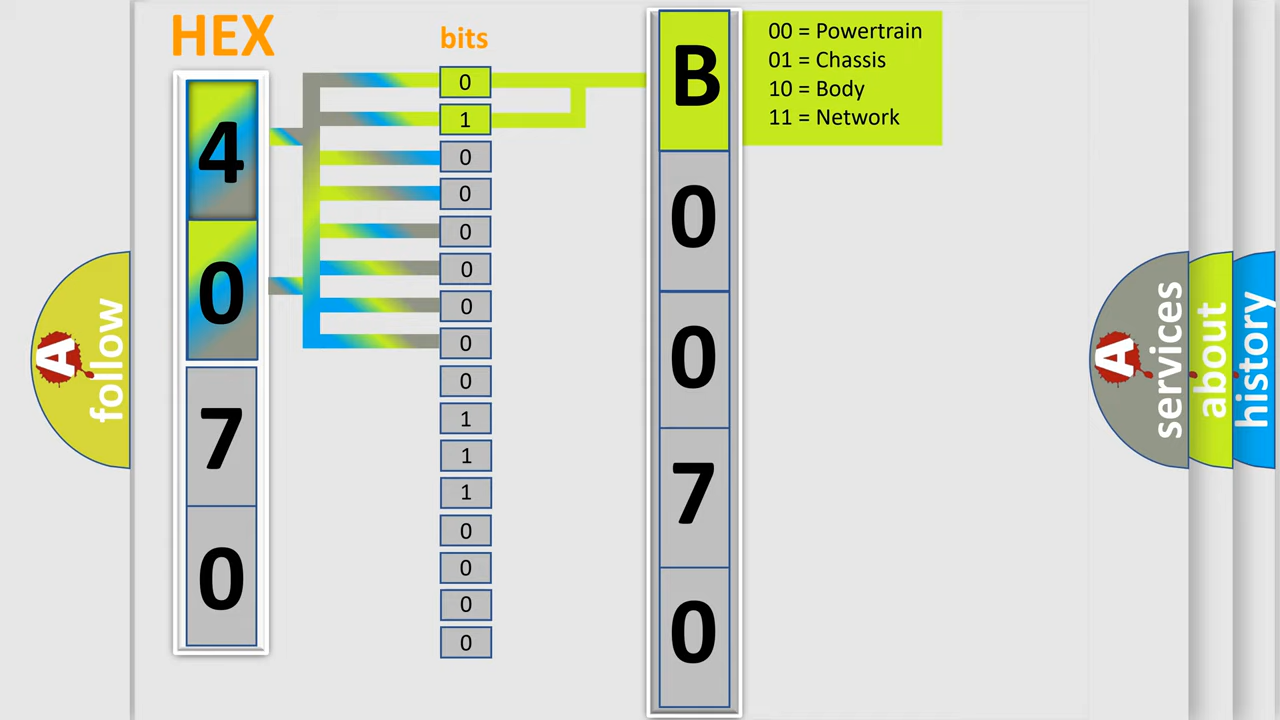 HEX
bits
4
0
7
0
0
1
0
0
0
0
0
0
0
1
1
1
0
0
0
0
B
0
0
7
0
00 = Powertrain
01 = Chassis
10 = Body
11 = Network
A
follow
A
services
about
history